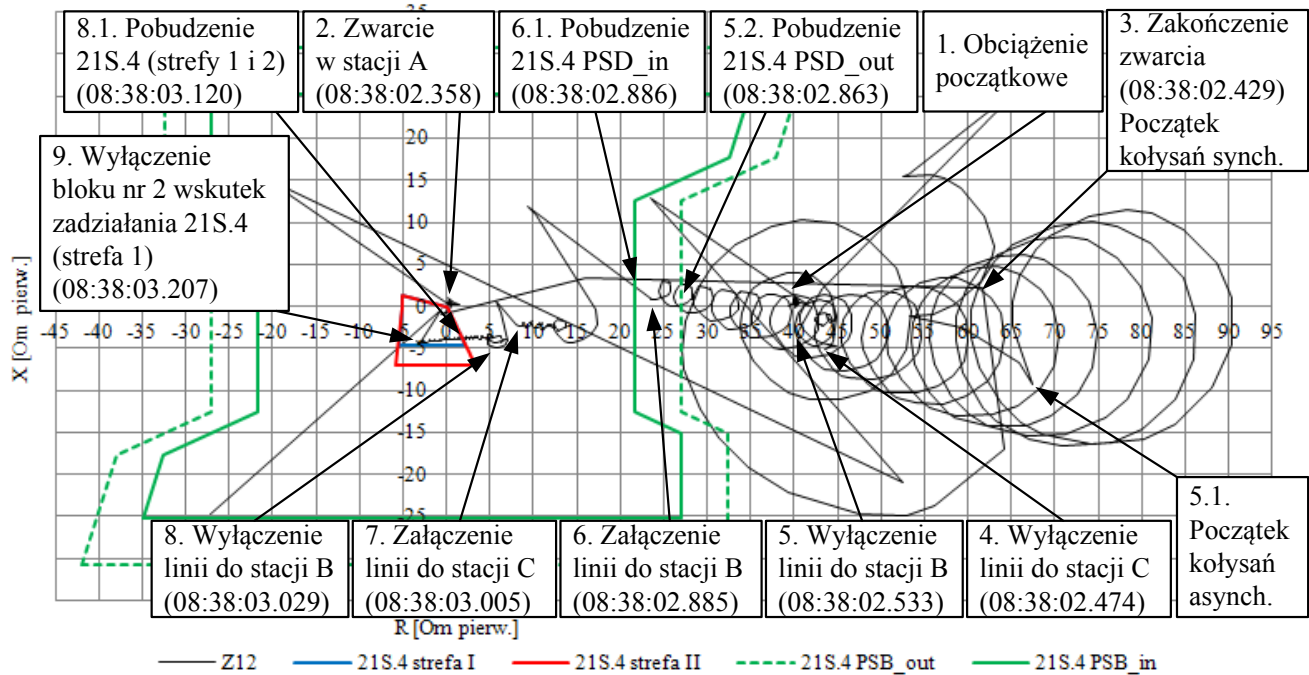 8.1. Pobudzenie
21S.4 (strefy 1 i 2)
(08:38:03.120)
2. Zwarcie
w stacji A
(08:38:02.358)
6.1. Pobudzenie
21S.4 PSD_in
(08:38:02.886)
5.2. Pobudzenie
21S.4 PSD_out
(08:38:02.863)
1. Obciążenie
początkowe
3. Zakończenie
zwarcia
(08:38:02.429)
Początek
kołysań synch.
9. Wyłączenie
bloku nr 2 wskutek
zadziałania 21S.4
(strefa 1)
(08:38:03.207)
25
20
15
10
5
0
-5
-10
-15
-20
-25
X [Om pierw.]
-45 -40 -35 -30 -25 -20 -15 -10 -5 0 5 10 15 20 25 30 35 40 45 50 55 60 65 70 75 80 85 90 95
8. Wyłączenie
linii do stacji B
(08:38:03.029)
7. Załączenie
linii do stacji C
(08:38:03.005)
6. Załączenie
linii do stacji B
(08:38:02.885)
5. Wyłączenie
linii do stacji B
(08:38:02.533)
4. Wyłączenie
linii do stacji C
(08:38:02.474)
5.1.
Początek
kołysań
asynch.
R [Om pierw.]
Z12 21S.4 strefa I 21S.4 strefa II 21S.4 PSB_out 21S.4 PSB_in